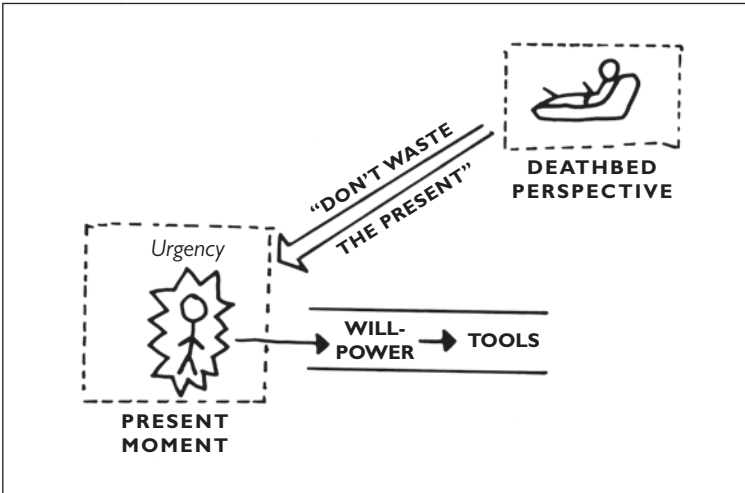 DEATHBED
PERSPECTIVE
“DON’T WASTE
THE PRESENT”
Urgency
WILL-
POWER
TOOLS
PRESENT
MOMENT